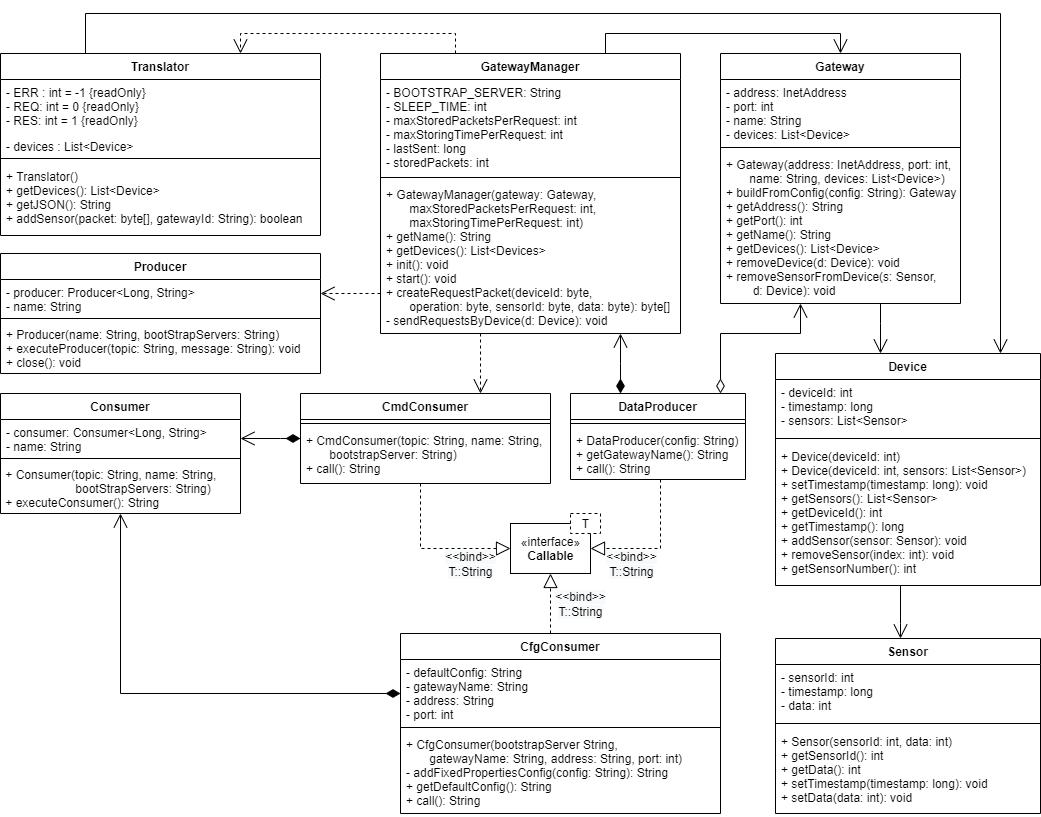 Translator
- ERR : int = -1 {readOnly}
- REQ: int = 0 {readOnly}
- RES: int = 1 {readOnly}
- devices : List<Device>
+ Translator()
+ getDevices(): List<Device>
+ getJSON(): String
+ addSensor(packet: byte[], gatewayId: String): boolean
GatewayManager
- BOOTSTRAP_SERVER: String
- SLEEP_TIME: int
- maxStoredPacketsPerRequest: int
- maxStoringTimePerRequest: int
- lastSent: long
- storedPackets: int
+ GatewayManager(gateway: Gateway,
maxStoredPacketsPerRequest: int,
maxStoringTimePerRequest: int)
+ getName(): String
+ getDevices(): List<Devices>
+ init(): void
+ start(): void
+ createRequestPacket(deviceId: byte,
operation: byte, sensorId: byte, data: byte): byte[]
- sendRequestsByDevice(d: Device): void
Gateway
- address: InetAddress
- port: int
- name: String
- devices: List<Device>
+ Gateway(address: InetAddress, port: int,
name: String, devices: List<Device>)
+ buildFromConfig(config: String): Gateway
+ getAddress(): String
+ getPort(): int
+ getName(): String
+ getDevices(): List<Device>
+ removeDevice(d: Device): void
+ removeSensorFromDevice(s: Sensor,
d: Device): void
Producer
- producer: Producer<Long, String>
- name: String
+ Producer(name: String, bootStrapServers: String)
+ executeProducer(topic: String, message: String): void
+ close(): void
Consumer
- consumer: Consumer<Long, String>
- name: String
+ Consumer(topic: String, name: String,
bootStrapServers: String)
+ executeConsumer(): String
CmdConsumer
+ CmdConsumer(topic: String, name: String,
bootstrapServer: String)
+ call(): String
DataProducer
+ DataProducer(config: String)
+ getGatewayName(): String
+ call(): String
Device
- deviceId: int
- timestamp: long
- sensors: List<Sensor>
+ Device(deviceId: int)
+ Device(deviceId: int, sensors: List<Sensor>)
+ setTimestamp(timestamp: long): void
+ getSensors(): List<Sensor>
+ getDeviceId(): int
+ getTimestamp(): long
+ addSensor(sensor: Sensor): void
+ removeSensor(index: int): void
+ getSensorNumber(): int
T
«interface»
Callable
<<bind>>
T::String
<<bind>>
T::String
<<bind>>
T::String
CfgConsumer
- defaultConfig: String
- gatewayName: String
- address: String
- port: int
+ CfgConsumer(bootstrapServer String,
gatewayName: String, address: String, port: int)
- addFixedPropertiesConfig(config: String): String
+ getDefaultConfig(): String
+ call(): String
Sensor
- sensorId: int
- timestamp: long
- data: int
+ Sensor(sensorId: int, data: int)
+ getSensorId(): int
+ getData(): int
+ setTimestamp(timestamp: long): void
+ setData(data: int): void